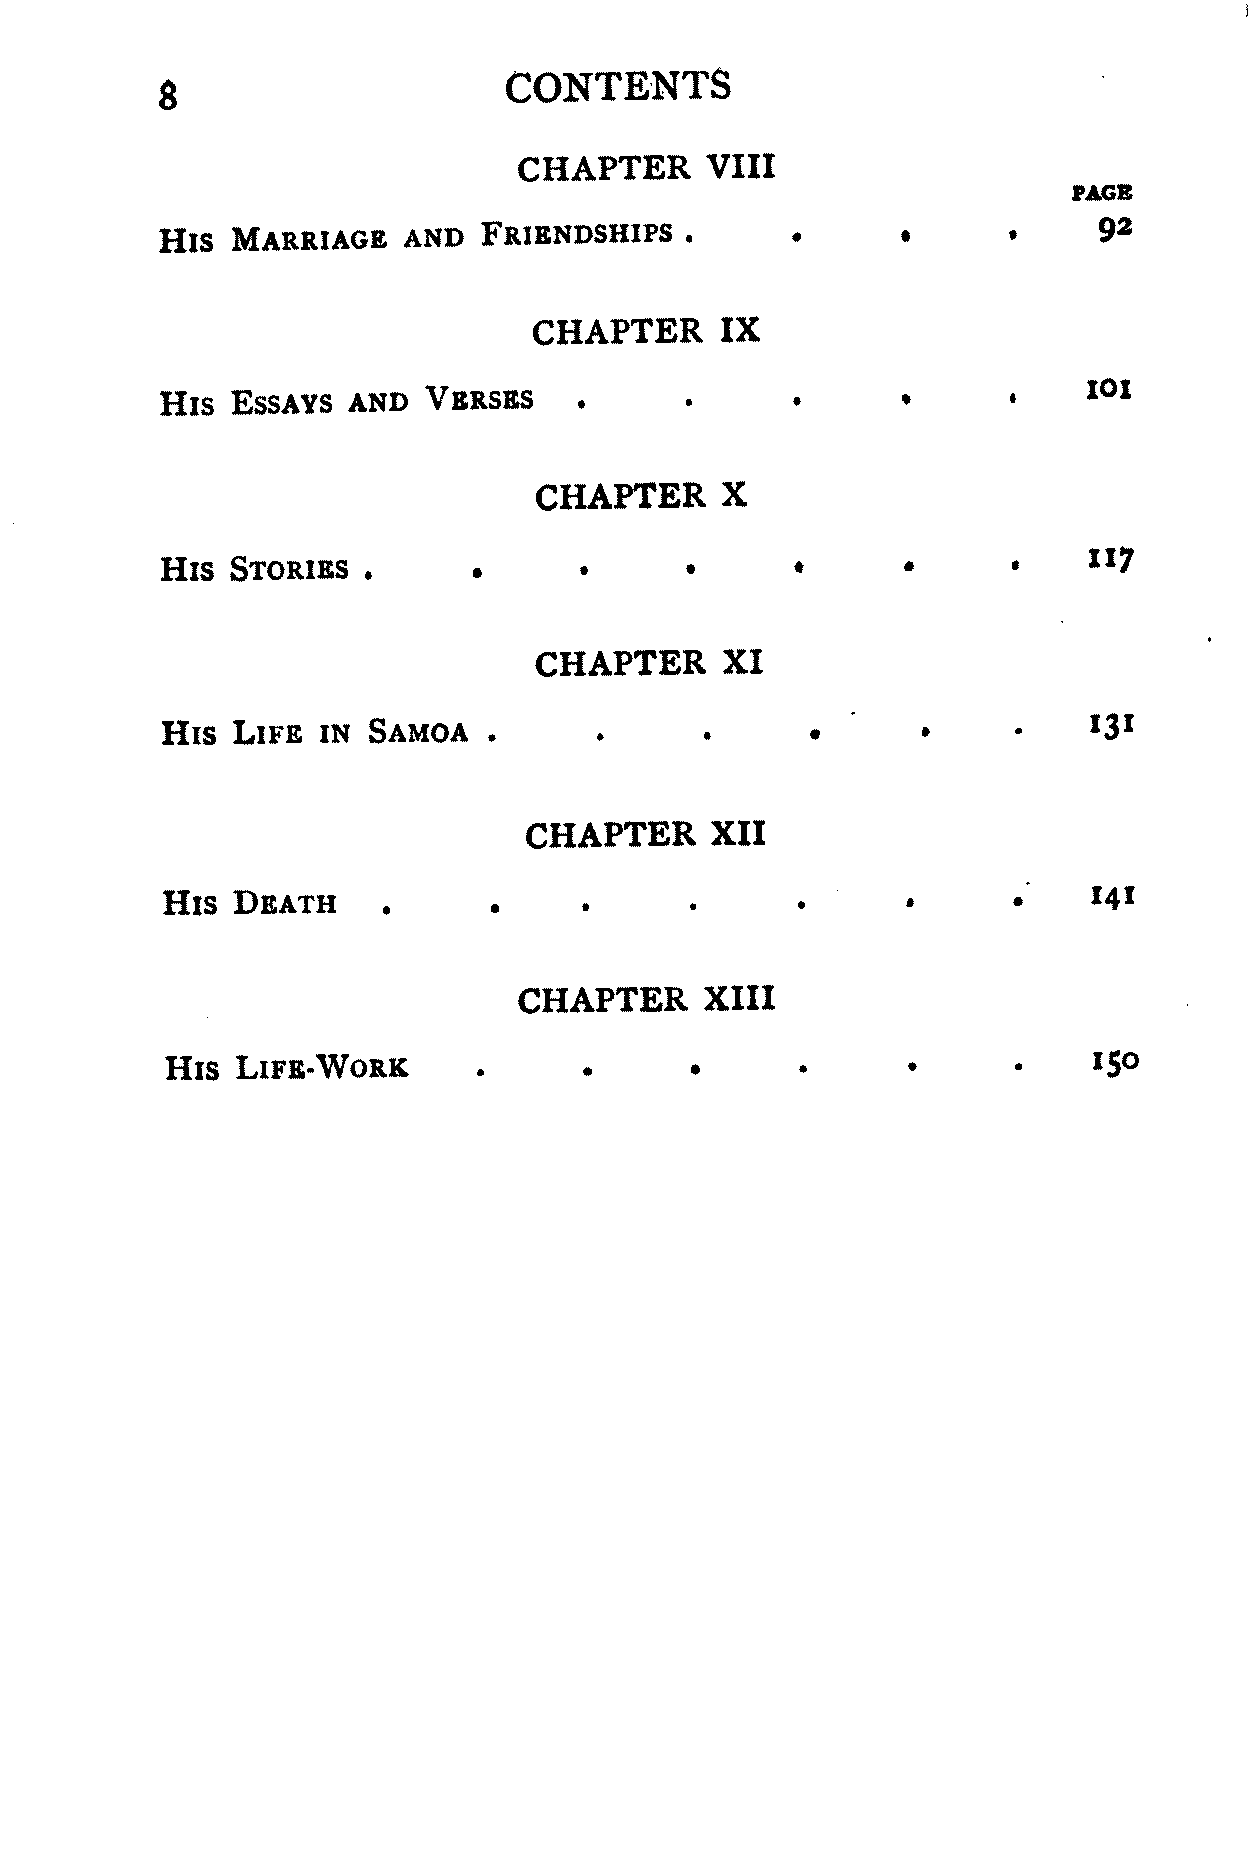 8 CONTENTS
CHAPTER VIII
PAGE
His Marriage and Friendships . . . . 92
CHAPTER IX
His Essays and Verses . . . . . 101
CHAPTER X
His Stories . . . . . . . 117
CHAPTER XI
His Life in Samoa . . . . . . 131
CHAPTER XII
His Death . . . . . . . 141
CHAPTER XIII
His Life-Work . . . . . . 150